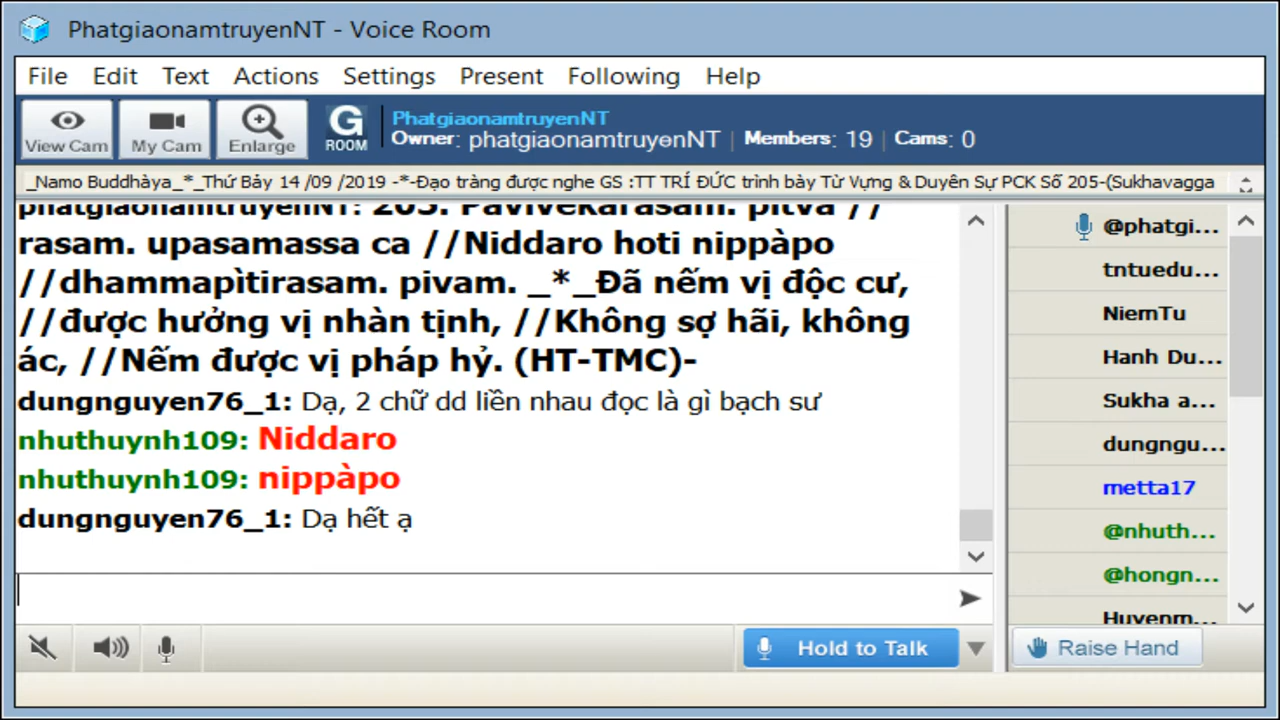 PhatgiaonamtruyenNT - Voice Room
File Edit Text Actions Settings Present Following Help
View Cam My Cam Enlarge G ROOM
PhatgiaonamtruyenNT
Owner: phatgiaonamtruyenNT | Members: 19 | Cams: 0
_Namo Buddhàya_*_Thứ Bảy 14 /09 /2019 -*-Đạo tràng được nghe GS :TT TRÍ ĐỨC trình bày Từ Vựng & Duyên Sự PCK Số 205-(Sukhavagga
phatgiaonamtruyenNT: 205. Pavivekarasam. pitvà //
rasam. upasamassa ca //Niddaro hoti nippàpo
//dhammapìtirasam. pivam. _*_Đã nếm vị độc cư,
//được hưởng vị nhàn tịnh, //Không sợ hãi, không
ác, //Nếm được vị pháp hỷ. (HT-TMC)-
dungnguyen76_1: Dạ, 2 chữ dd liền nhau đọc là gì bạch sư
nhuthuynh109: Niddaro
nhuthuynh109: nippàpo
dungnguyen76_1: Dạ hết ạ
@phatgi...
tntuedu...
NiemTu
Hanh Du...
Sukha a...
dungngu...
metta17
@nhuth...
@hongn...
Huyenm...
Hold to Talk
Raise Hand